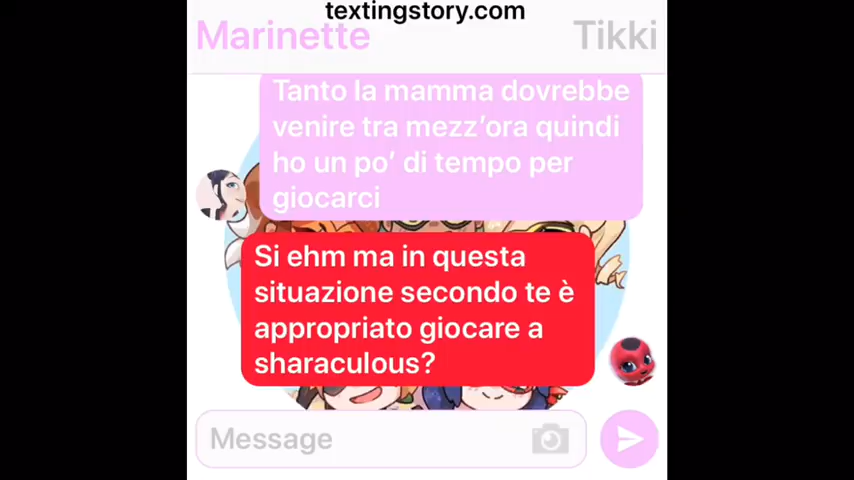 textingstory.com
Marinette Tikki
Tanto la mamma dovrebbe
venire tra mezz’ora quindi
ho un po’ di tempo per
giocarci
Si ehm ma in questa
situazione secondo te è
appropriato giocare a
sharaculous?
Message